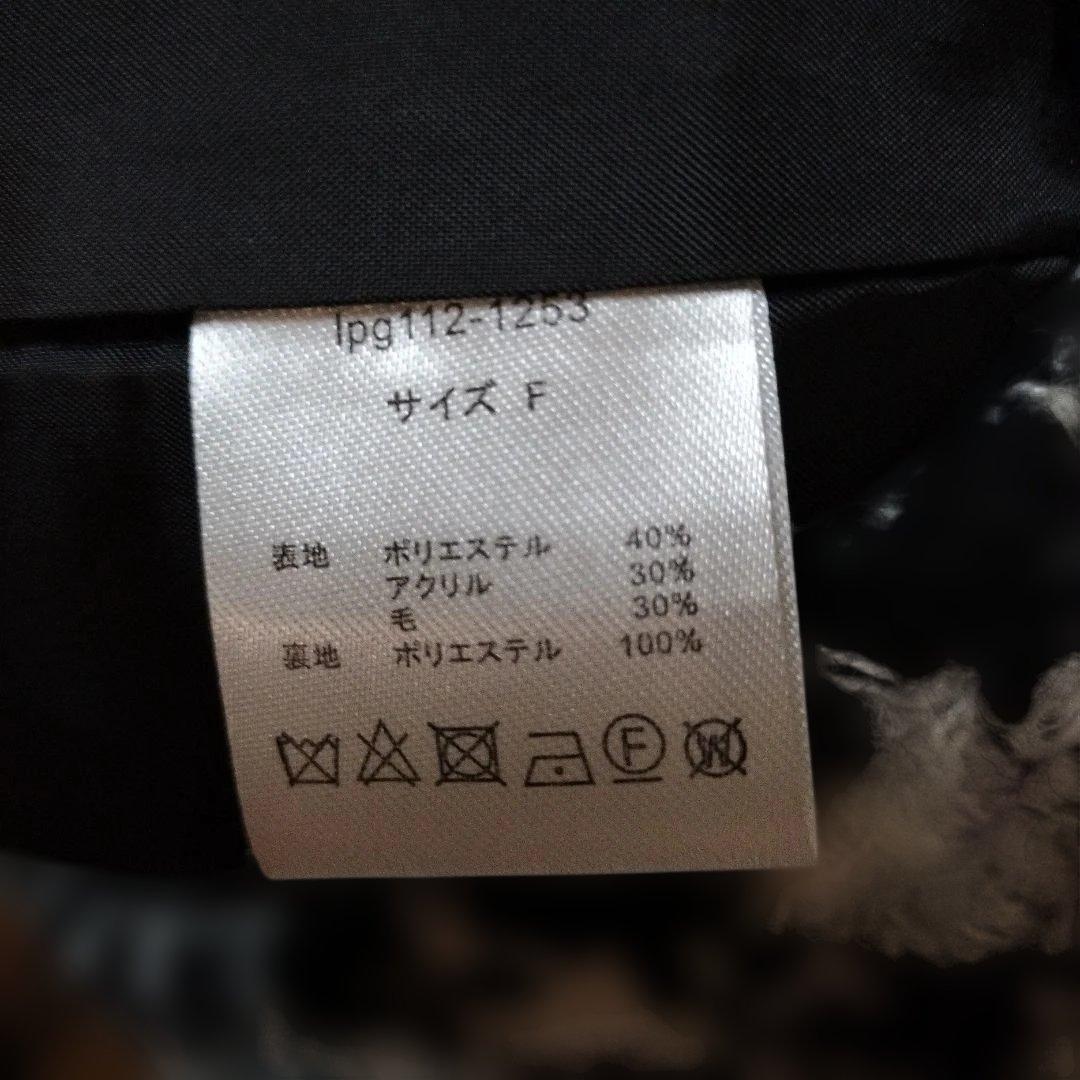 lpg112-1253
サイズ F
表地 ポリエステル 40%
アクリル 30%
毛 30%
裏地 ポリエステル 100%
F W